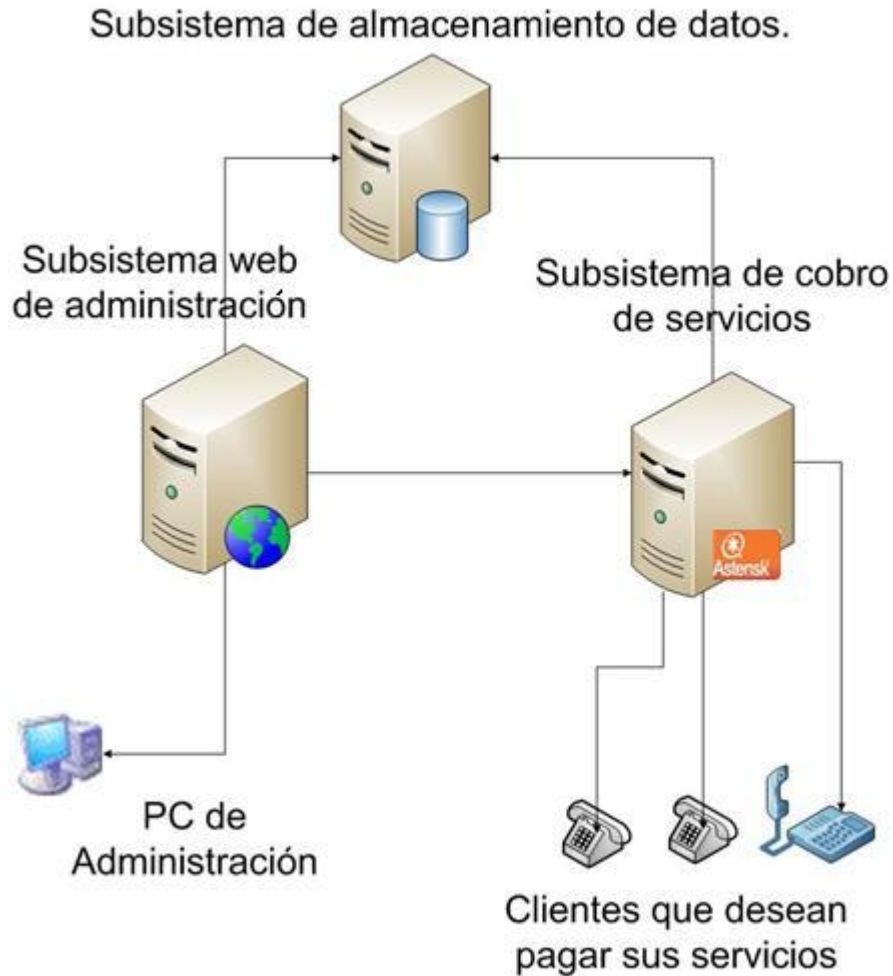 Subsistema de almacenamiento de datos.
Subsistema web
de administración
Subsistema de cobro
de servicios
Asterisk
PC de
Administración
Clientes que desean
pagar sus servicios